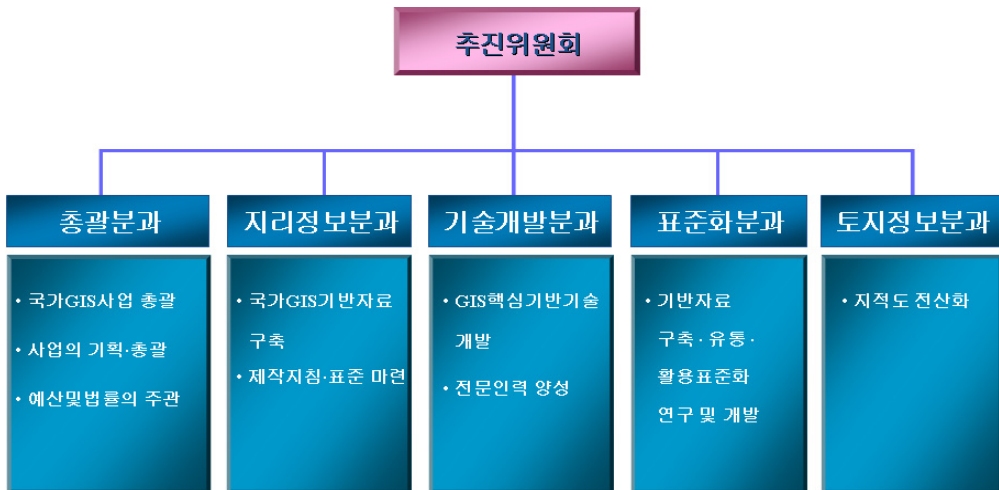 추진위원회
총괄분과
지리정보분과
기술개발분과
표준화분과
토지정보분과
• 국가GIS사업 총괄
• 사업의 기획·총괄
• 예산및법률의 주관
• 국가GIS기반자료
구축
• 제작지침·표준 마련
• GIS핵심기반기술
개발
• 전문인력 양성
• 기반자료
구축·유통·
활용표준화
연구 및 개발
• 지적도 전산화